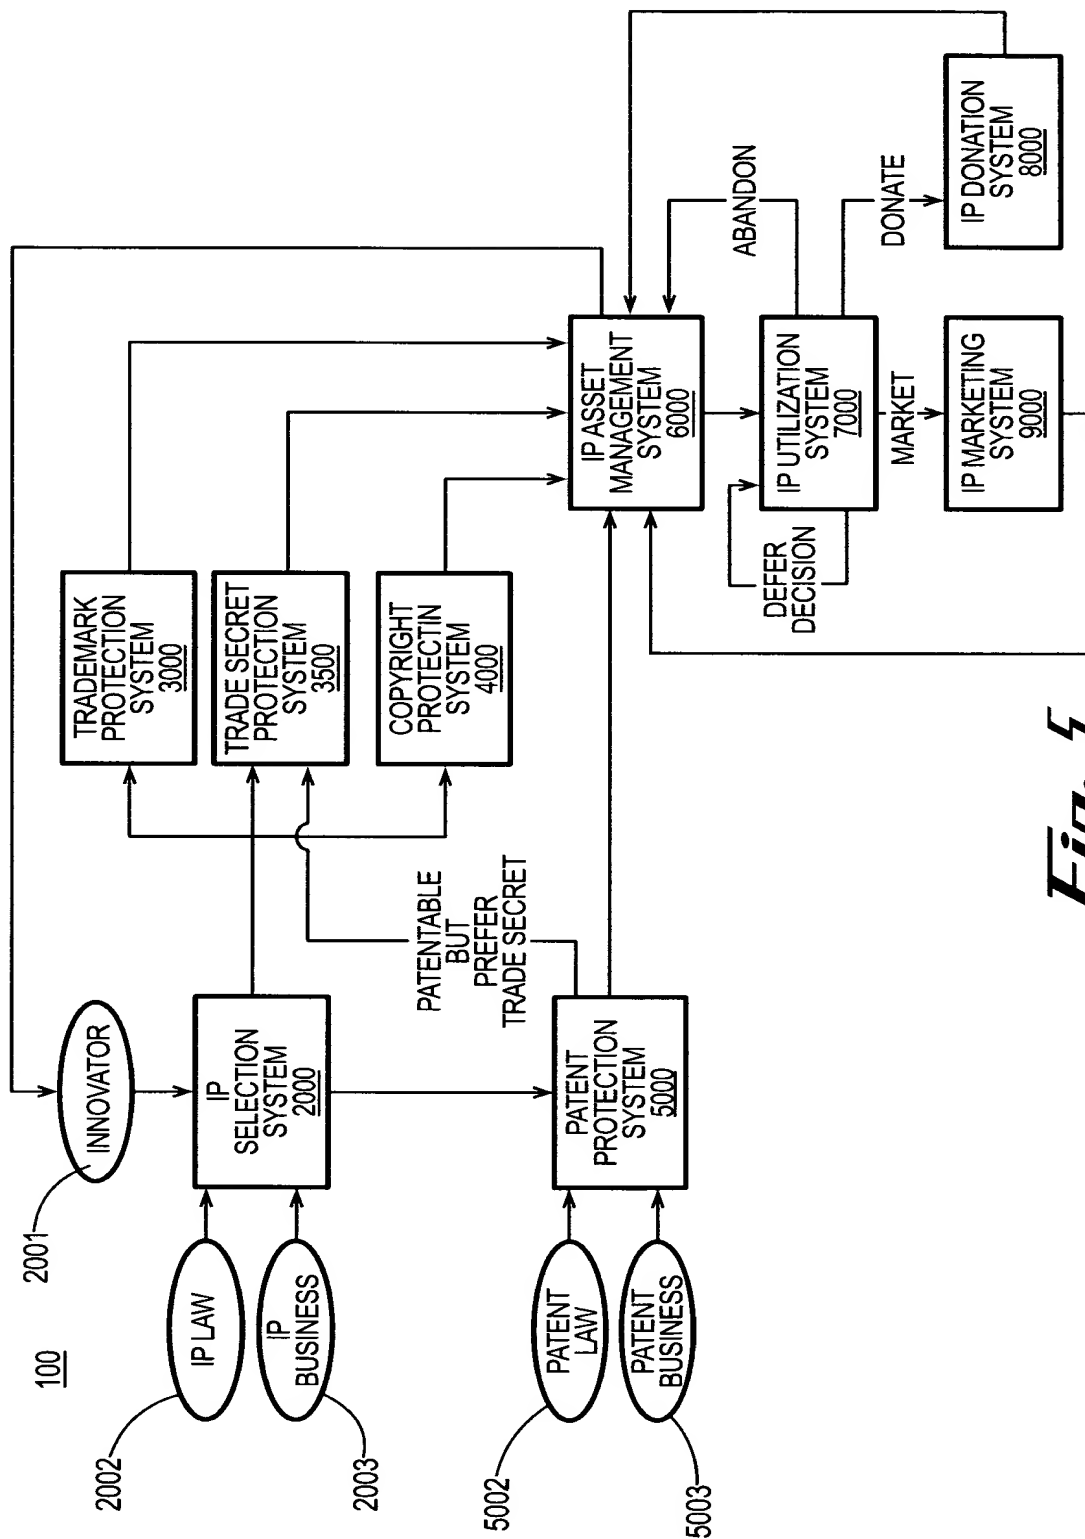 100
2001
INNOVATOR
2002
IP LAW
2003
IP
BUSINESS
IP
SELECTION
SYSTEM
2000
TRADEMARK
PROTECTION
SYSTEM
3000
TRADE SECRET
PROTECTION
SYSTEM
3500
COPYRIGHT
PROTECTIN
SYSTEM
4000
PATENTABLE
BUT
PREFER
TRADE SECRET
5002
PATENT
LAW
5003
PATENT
BUSINESS
PATENT
PROTECTION
SYSTEM
5000
IP ASSET
MANAGEMENT
SYSTEM
6000
ABANDON
DEFER
DECISION
IP UTILIZATION
SYSTEM
7000
MARKET
DONATE
IP MARKETING
SYSTEM
9000
IP DONATION
SYSTEM
8000
Fig. 5